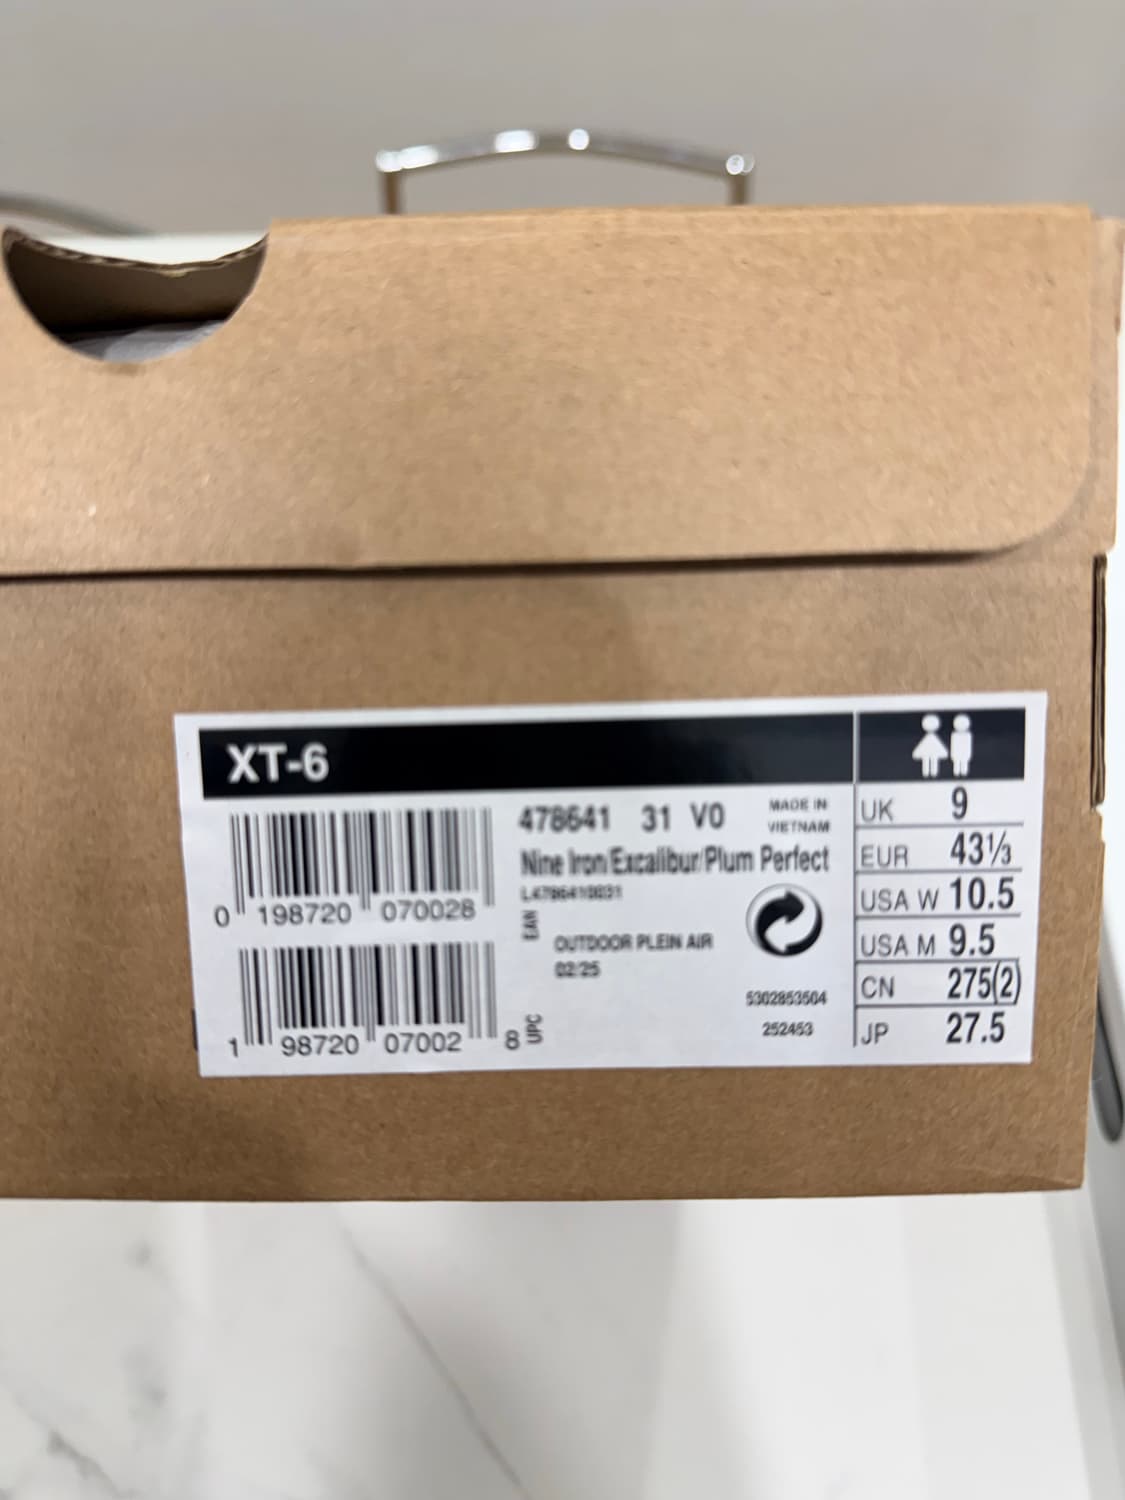 XT-6
0 198720 070028
EAN
1 98720 07002 8
UPC
478641 31 V0
MADE IN
VIETNAM
Nine Iron/Excalibur/Plum Perfect
L4786410031
OUTDOOR PLEIN AIR
02/25
5302853504
252453
UK 9
EUR 43⅓
USA W 10.5
USA M 9.5
CN 275(2)
JP 27.5